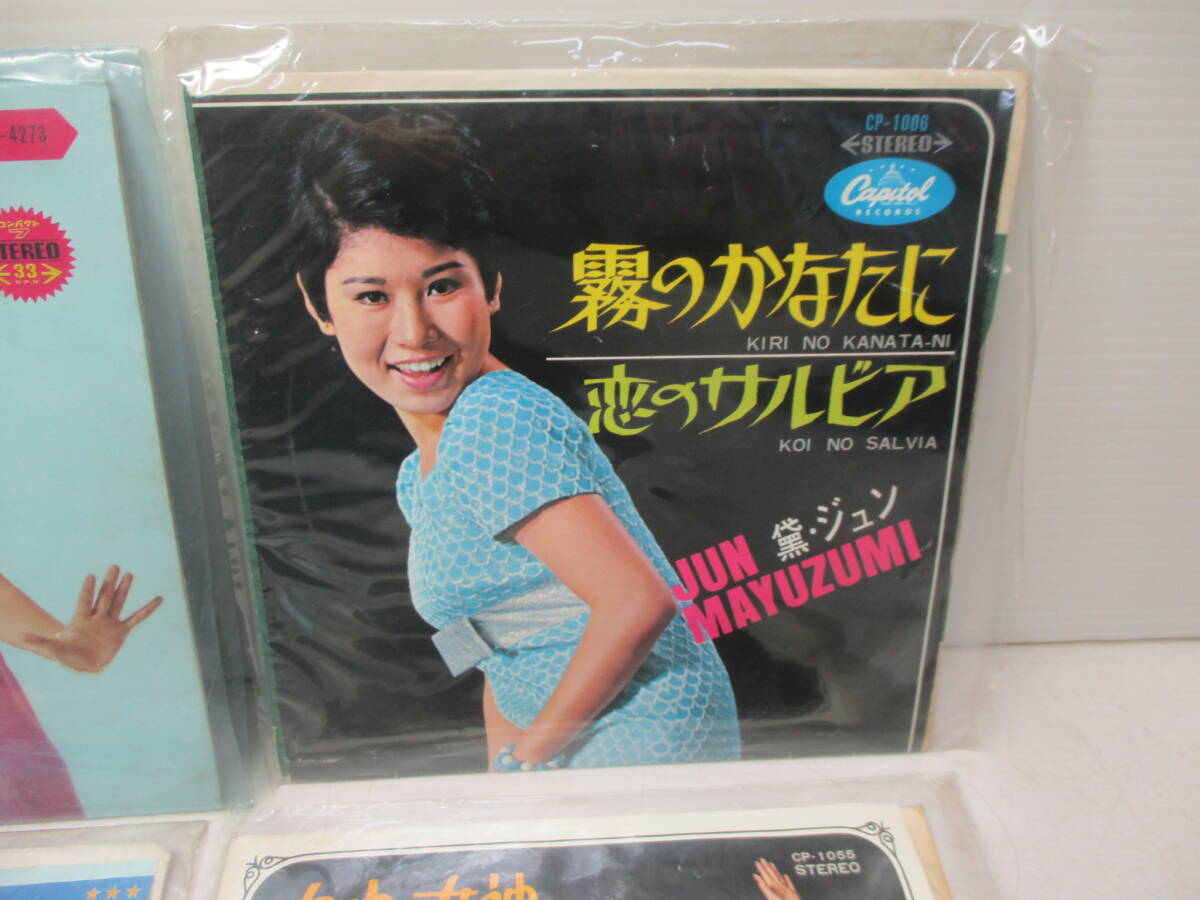 -4273
コンパクト
7
STEREO
33
R・P・M
CP-1006
STEREO
Capitol
RECORDS
霧のかなたに
KIRI NO KANATA-NI
恋のサルビア
KOI NO SALVIA
黛・ジュン
JUN
MAYUZUMI
CP-1055
STEREO